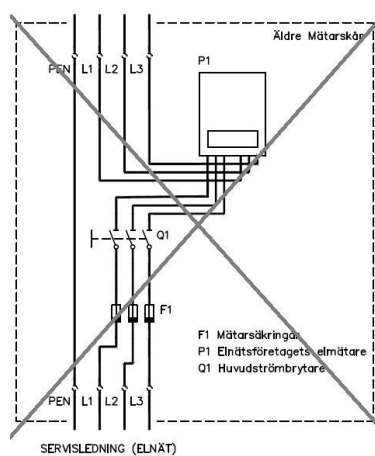 Äldre Mätarskåp
PEN L1 L2 L3
P1
Q1
F1
F1 Mätarsäkringar
P1 Elnätsföretagets elmätare
Q1 Huvudströmbrytare
PEN L1 L2 L3
SERVISLEDNING (ELNÄT)